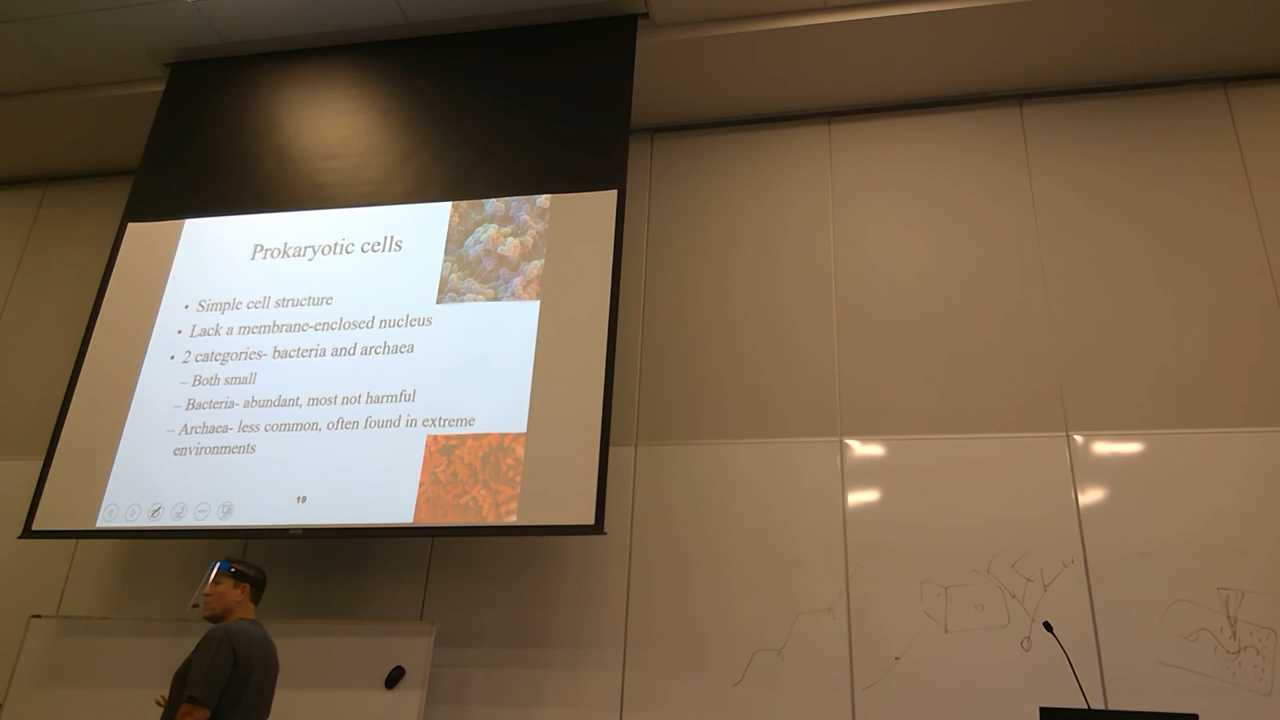 Prokaryotic cells
• Simple cell structure
• Lack a membrane-enclosed nucleus
• 2 categories- bacteria and archaea
– Both small
– Bacteria- abundant, most not harmful
– Archaea- less common, often found in extreme
environments
19